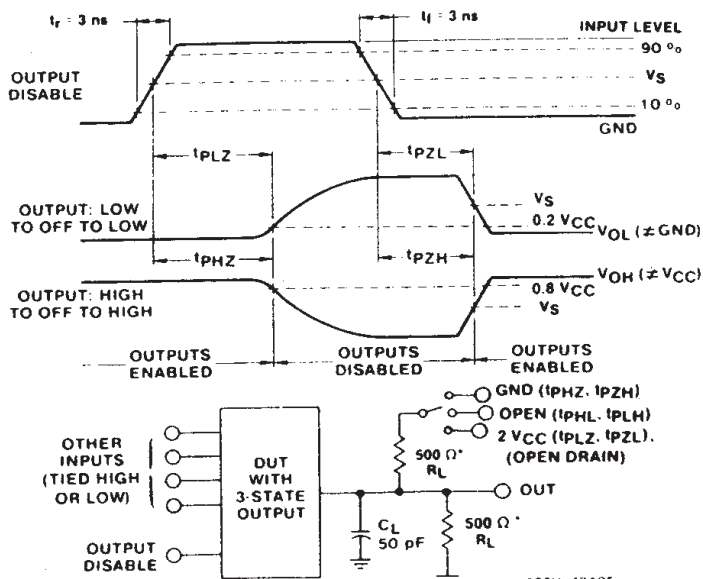 tr = 3 ns
tf = 3 ns
INPUT LEVEL
90 %
OUTPUT
DISABLE
VS
10 %
GND
tPLZ
tPZL
OUTPUT: LOW
TO OFF TO LOW
VS
0.2 VCC
VOL (≠ GND)
tPHZ
tPZH
OUTPUT: HIGH
TO OFF TO HIGH
VOH (≠ VCC)
0.8 VCC
VS
OUTPUTS
ENABLED
OUTPUTS
DISABLED
OUTPUTS
ENABLED
GND (tPHZ, tPZH)
OPEN (tPHL, tPLH)
2 VCC (tPLZ, tPZL),
(OPEN DRAIN)
OTHER
INPUTS
(TIED HIGH
OR LOW)
DUT
WITH
3-STATE
OUTPUT
500 Ω*
RL
OUT
CL
50 pF
500 Ω*
RL
OUTPUT
DISABLE